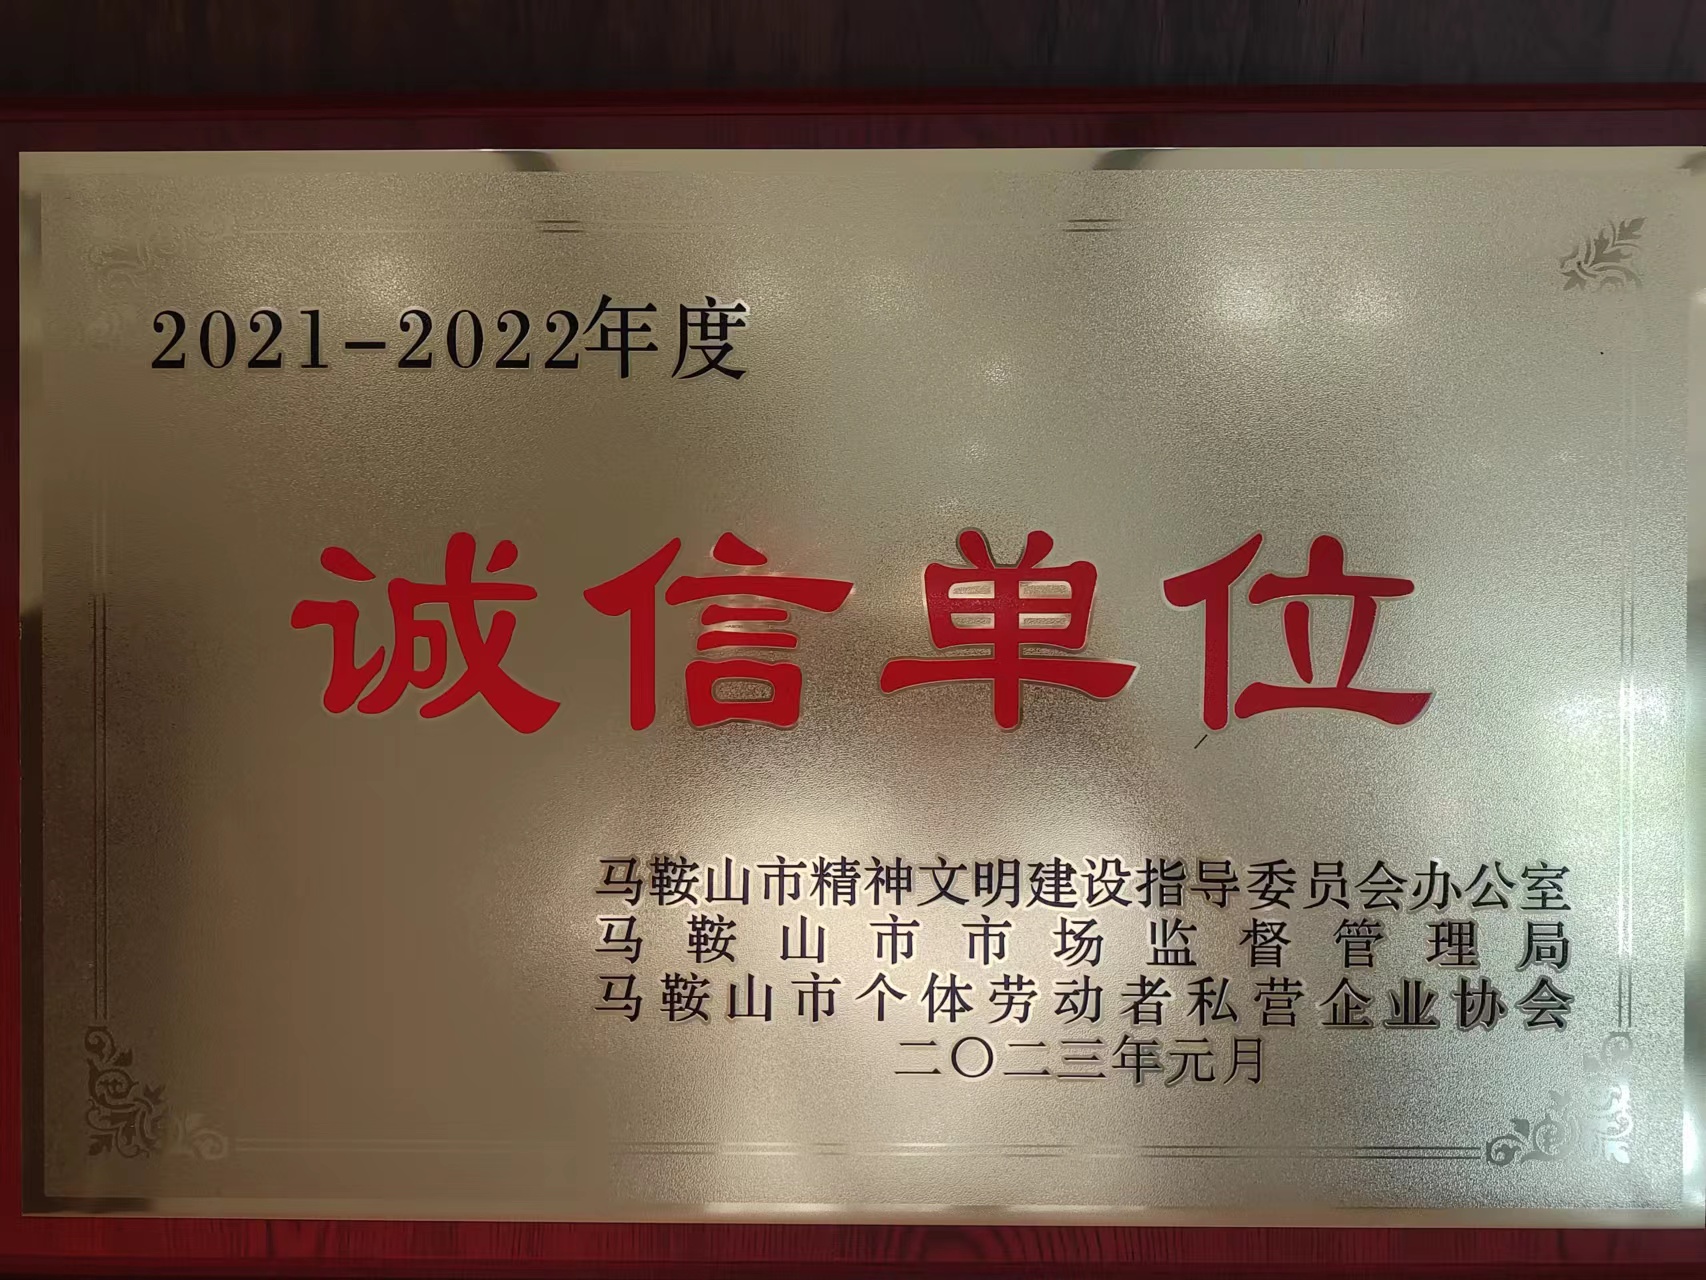 2021-2022年度
诚信单位
马鞍山市精神文明建设指导委员会办公室
马鞍山市市场监督管理局
马鞍山市个体劳动者私营企业协会
二〇二三年元月